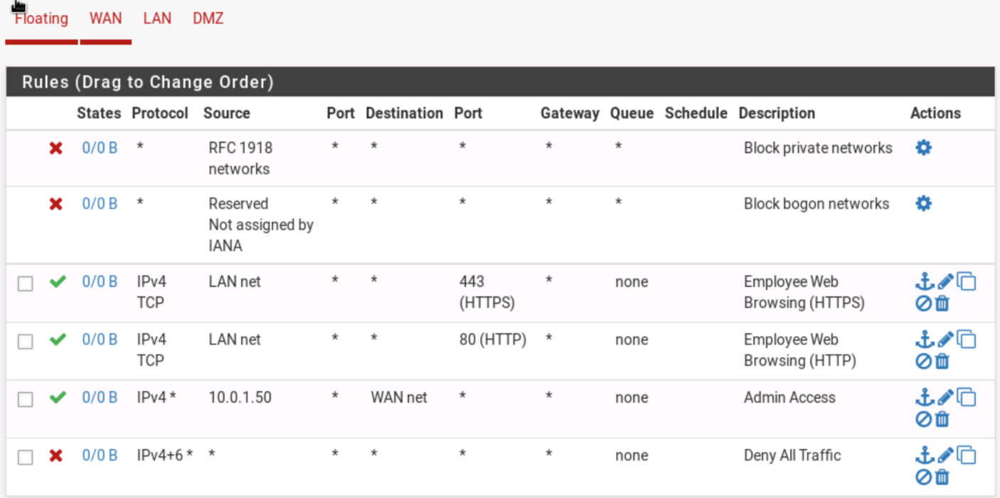 Floating WAN LAN DMZ
Rules (Drag to Change Order)
States Protocol Source Port Destination Port Gateway Queue Schedule Description Actions
0/0 B * RFC 1918 * * * * * Block private networks
networks
0/0 B * Reserved * * * * * Block bogon networks
Not assigned by
IANA
0/0 B IPv4 LAN net * * 443 * none Employee Web
TCP (HTTPS) Browsing (HTTPS)
0/0 B IPv4 LAN net * * 80 (HTTP) * none Employee Web
TCP Browsing (HTTP)
0/0 B IPv4 * 10.0.1.50 * WAN net * * none Admin Access
0/0 B IPv4+6 * * * * * * none Deny All Traffic